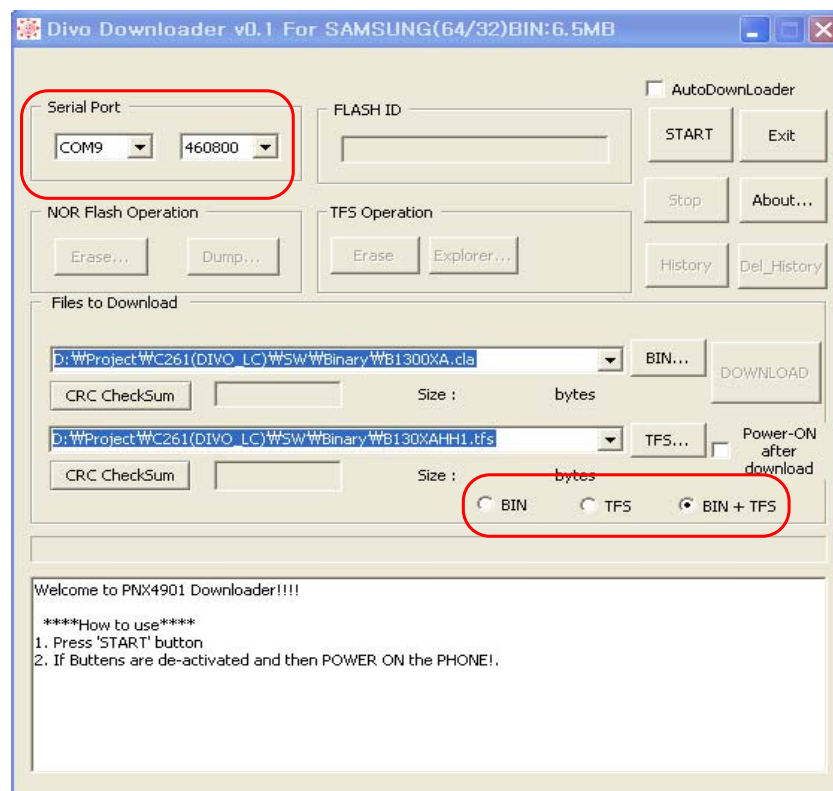 Divo Downloader v0.1 For SAMSUNG(64/32)BIN:6.5MB
AutoDownLoader
Serial Port
FLASH ID
COM9
460800
START
Exit
NOR Flash Operation
TFS Operation
Stop
About...
Erase...
Dump...
Erase
Explorer...
History
Del_History
Files to Download
D:₩Project₩C261(DIVO_LC)₩SW₩Binary₩B1300XA.cla
BIN...
DOWNLOAD
CRC CheckSum
Size :
bytes
D:₩Project₩C261(DIVO_LC)₩SW₩Binary₩B130XAHH1.tfs
TFS...
Power-ON
after
download
CRC CheckSum
Size :
bytes
BIN
TFS
BIN + TFS
Welcome to PNX4901 Downloader!!!!
****How to use****
1. Press 'START' button
2. If Buttens are de-activated and then POWER ON the PHONE!.